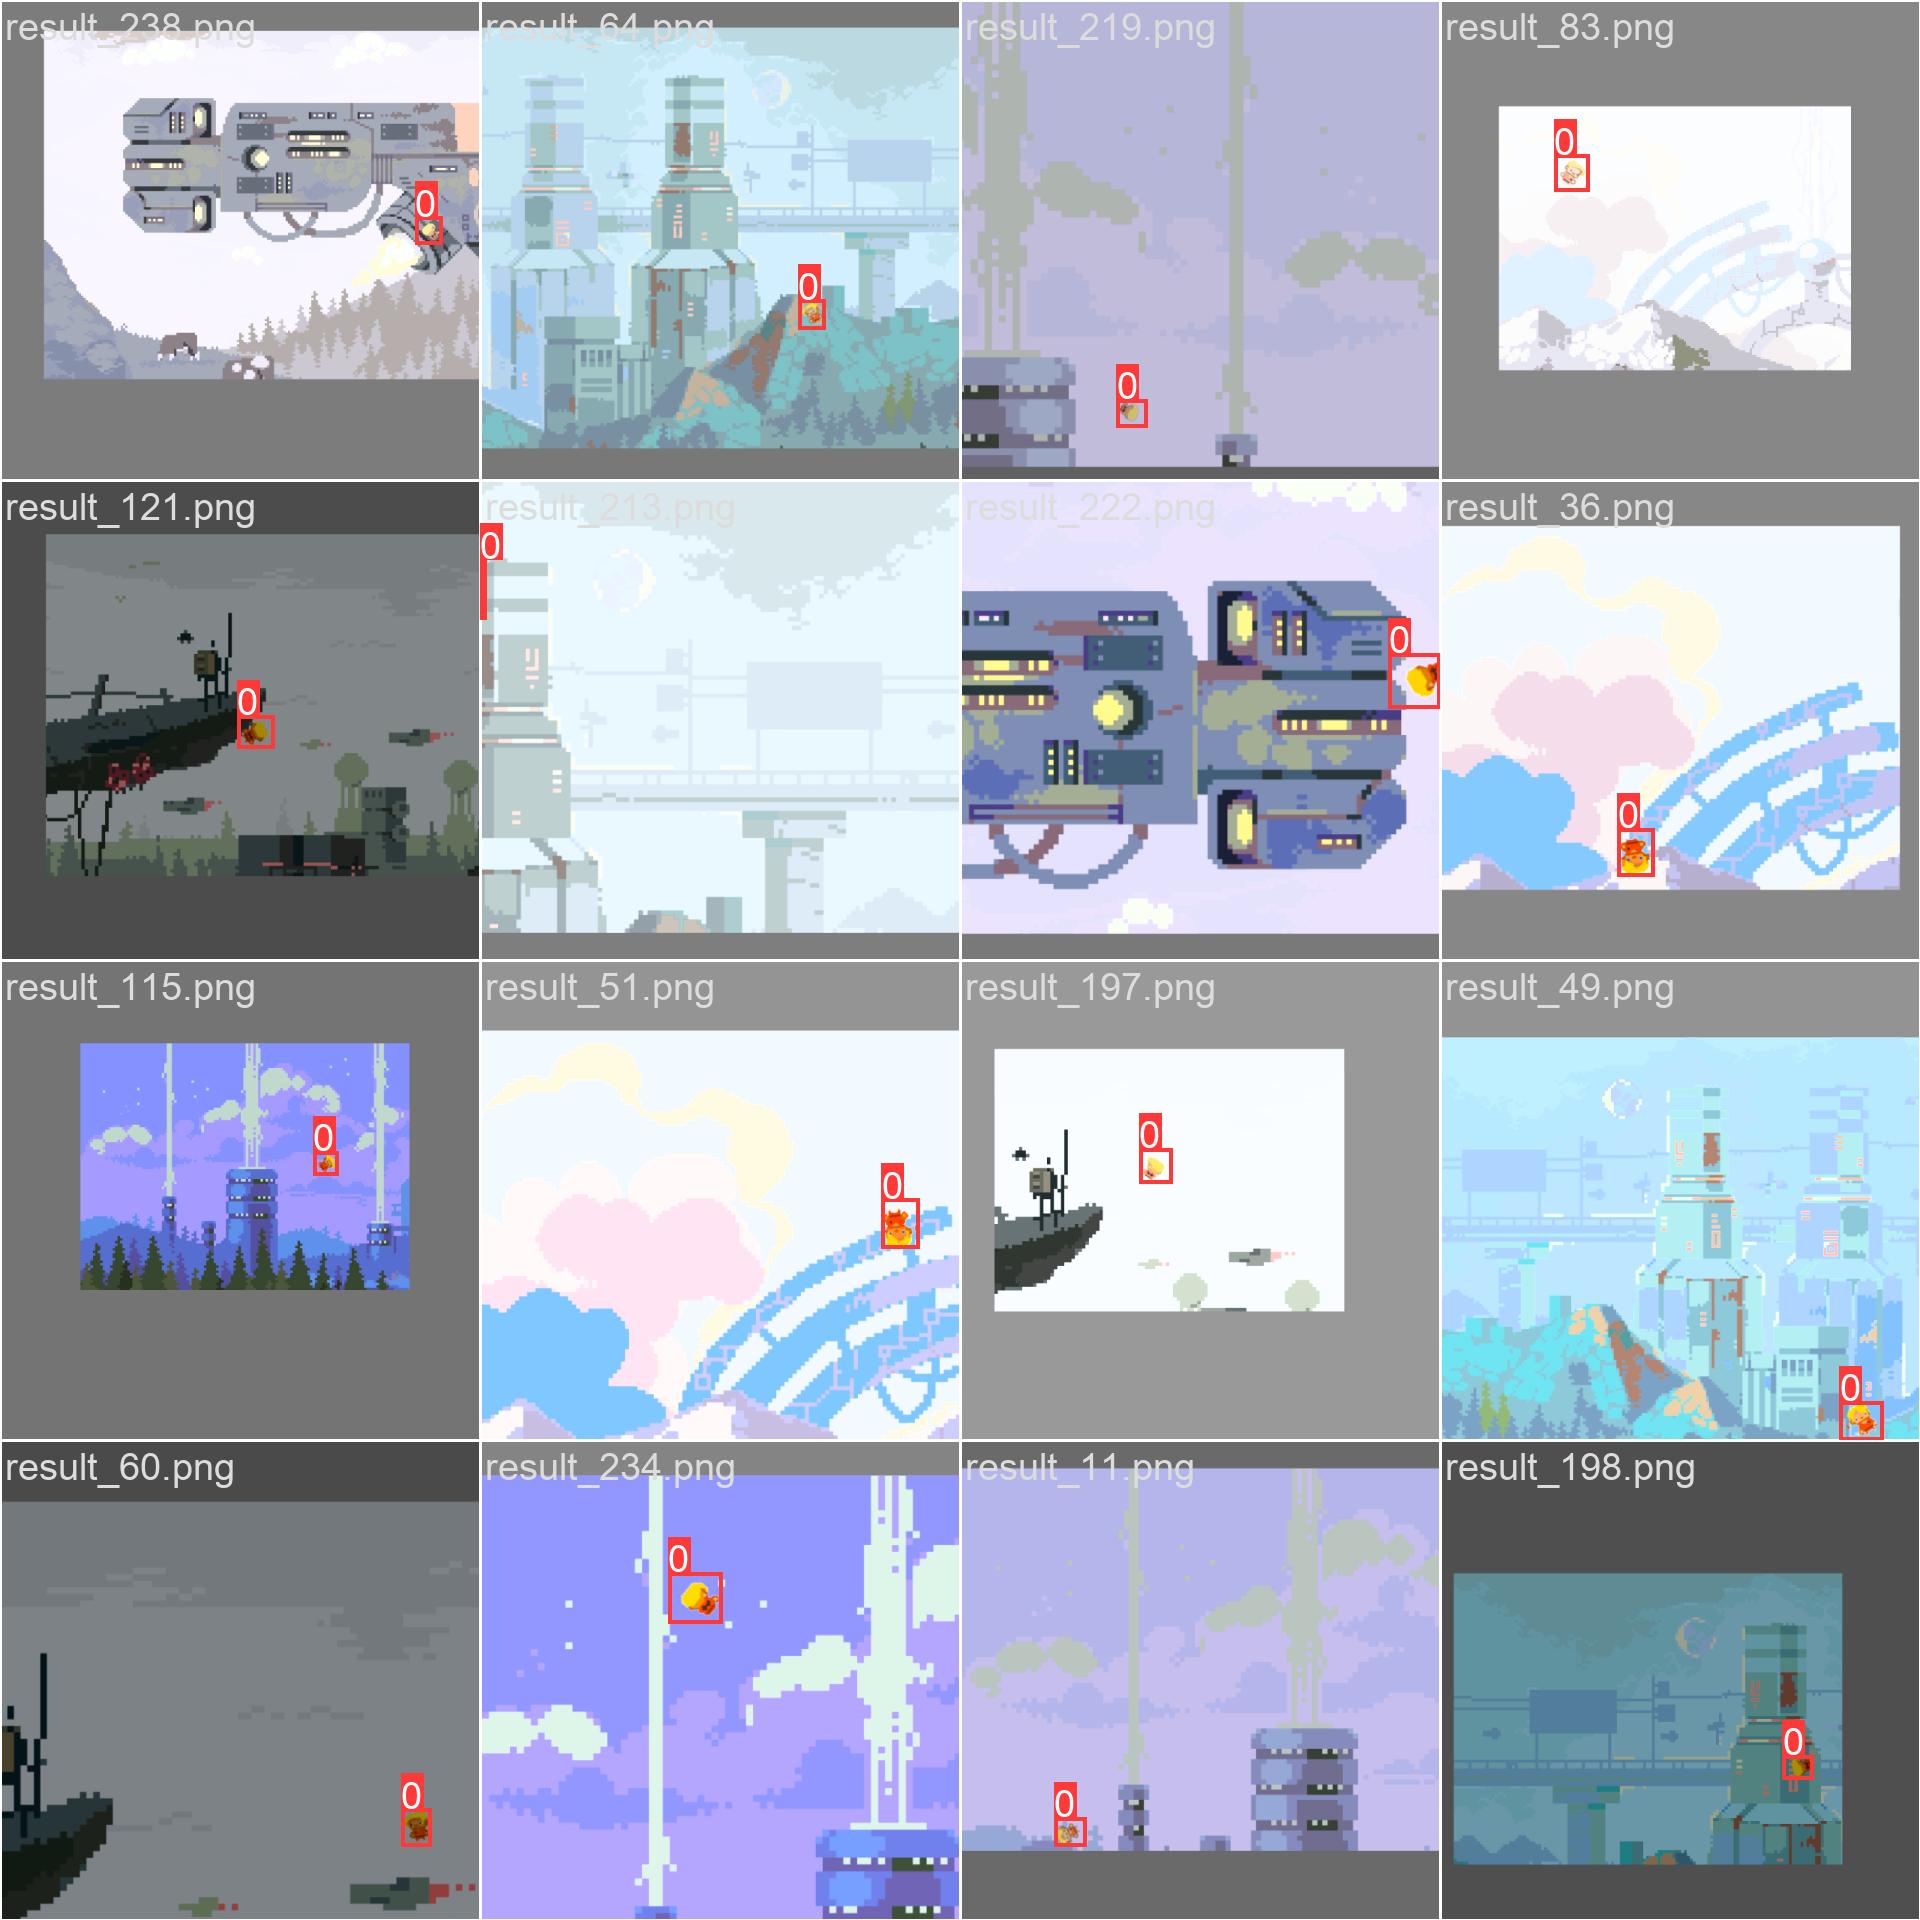 result_238.png
result_64.png
result_219.png
result_83.png
0
0
0
0
result_121.png
result_213.png
result_222.png
result_36.png
0
0
0
0
result_115.png
result_51.png
result_197.png
result_49.png
0
0
0
0
result_60.png
result_234.png
result_11.png
result_198.png
0
0
0
0